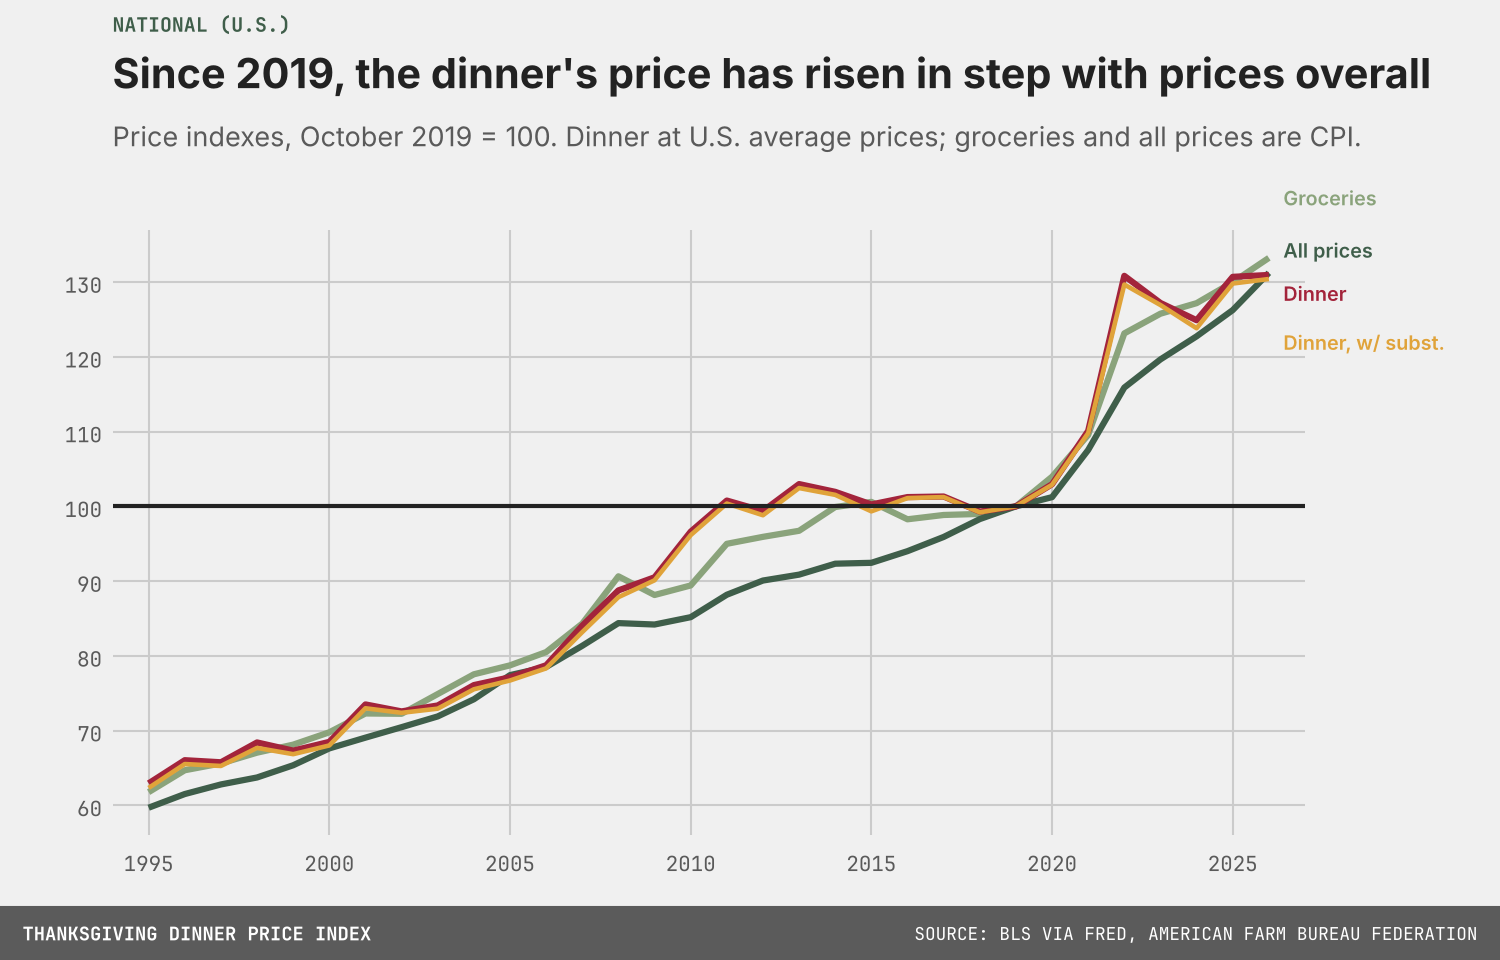 NATIONAL (U.S.)
Since 2019, the dinner's price has risen in step with prices overall
Price indexes, October 2019 = 100. Dinner at U.S. average prices; groceries and all prices are CPI.
Groceries
All prices
Dinner
Dinner, w/ subst.
130
120
110
100
90
80
70
60
1995 2000 2005 2010 2015 2020 2025
THANKSGIVING DINNER PRICE INDEX
SOURCE: BLS VIA FRED, AMERICAN FARM BUREAU FEDERATION